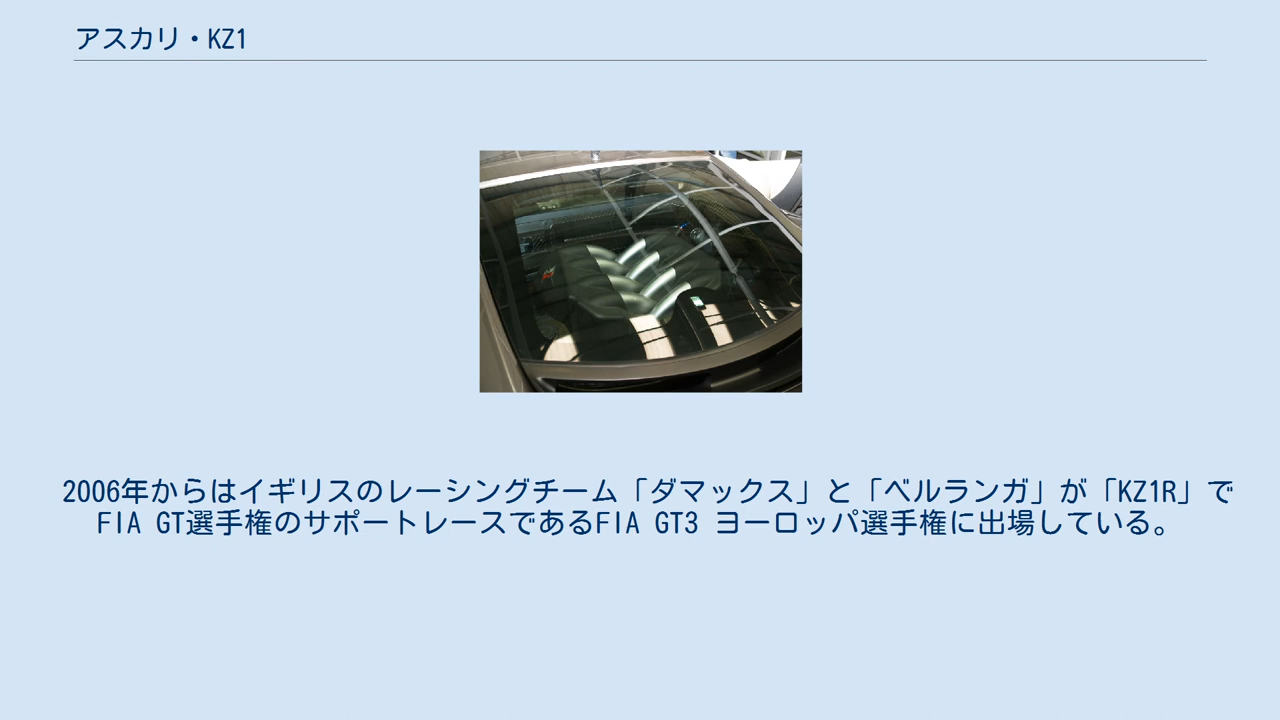 アスカリ・KZ1
2006年からはイギリスのレーシングチーム「ダマックス」と「ベルランガ」が「KZ1R」で
FIA GT選手権のサポートレースであるFIA GT3 ヨーロッパ選手権に出場している。